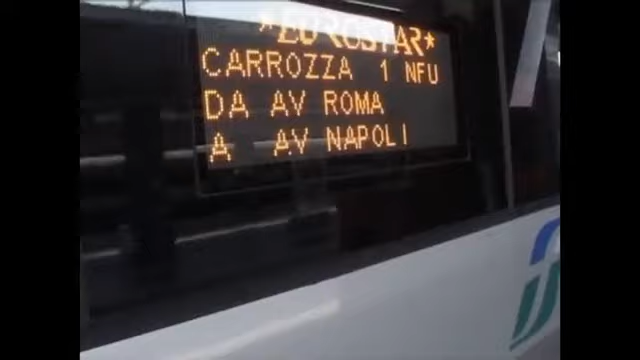 *EUROSTAR*
CARROZZA 1 NFU
DA AV ROMA
A AV NAPOLI